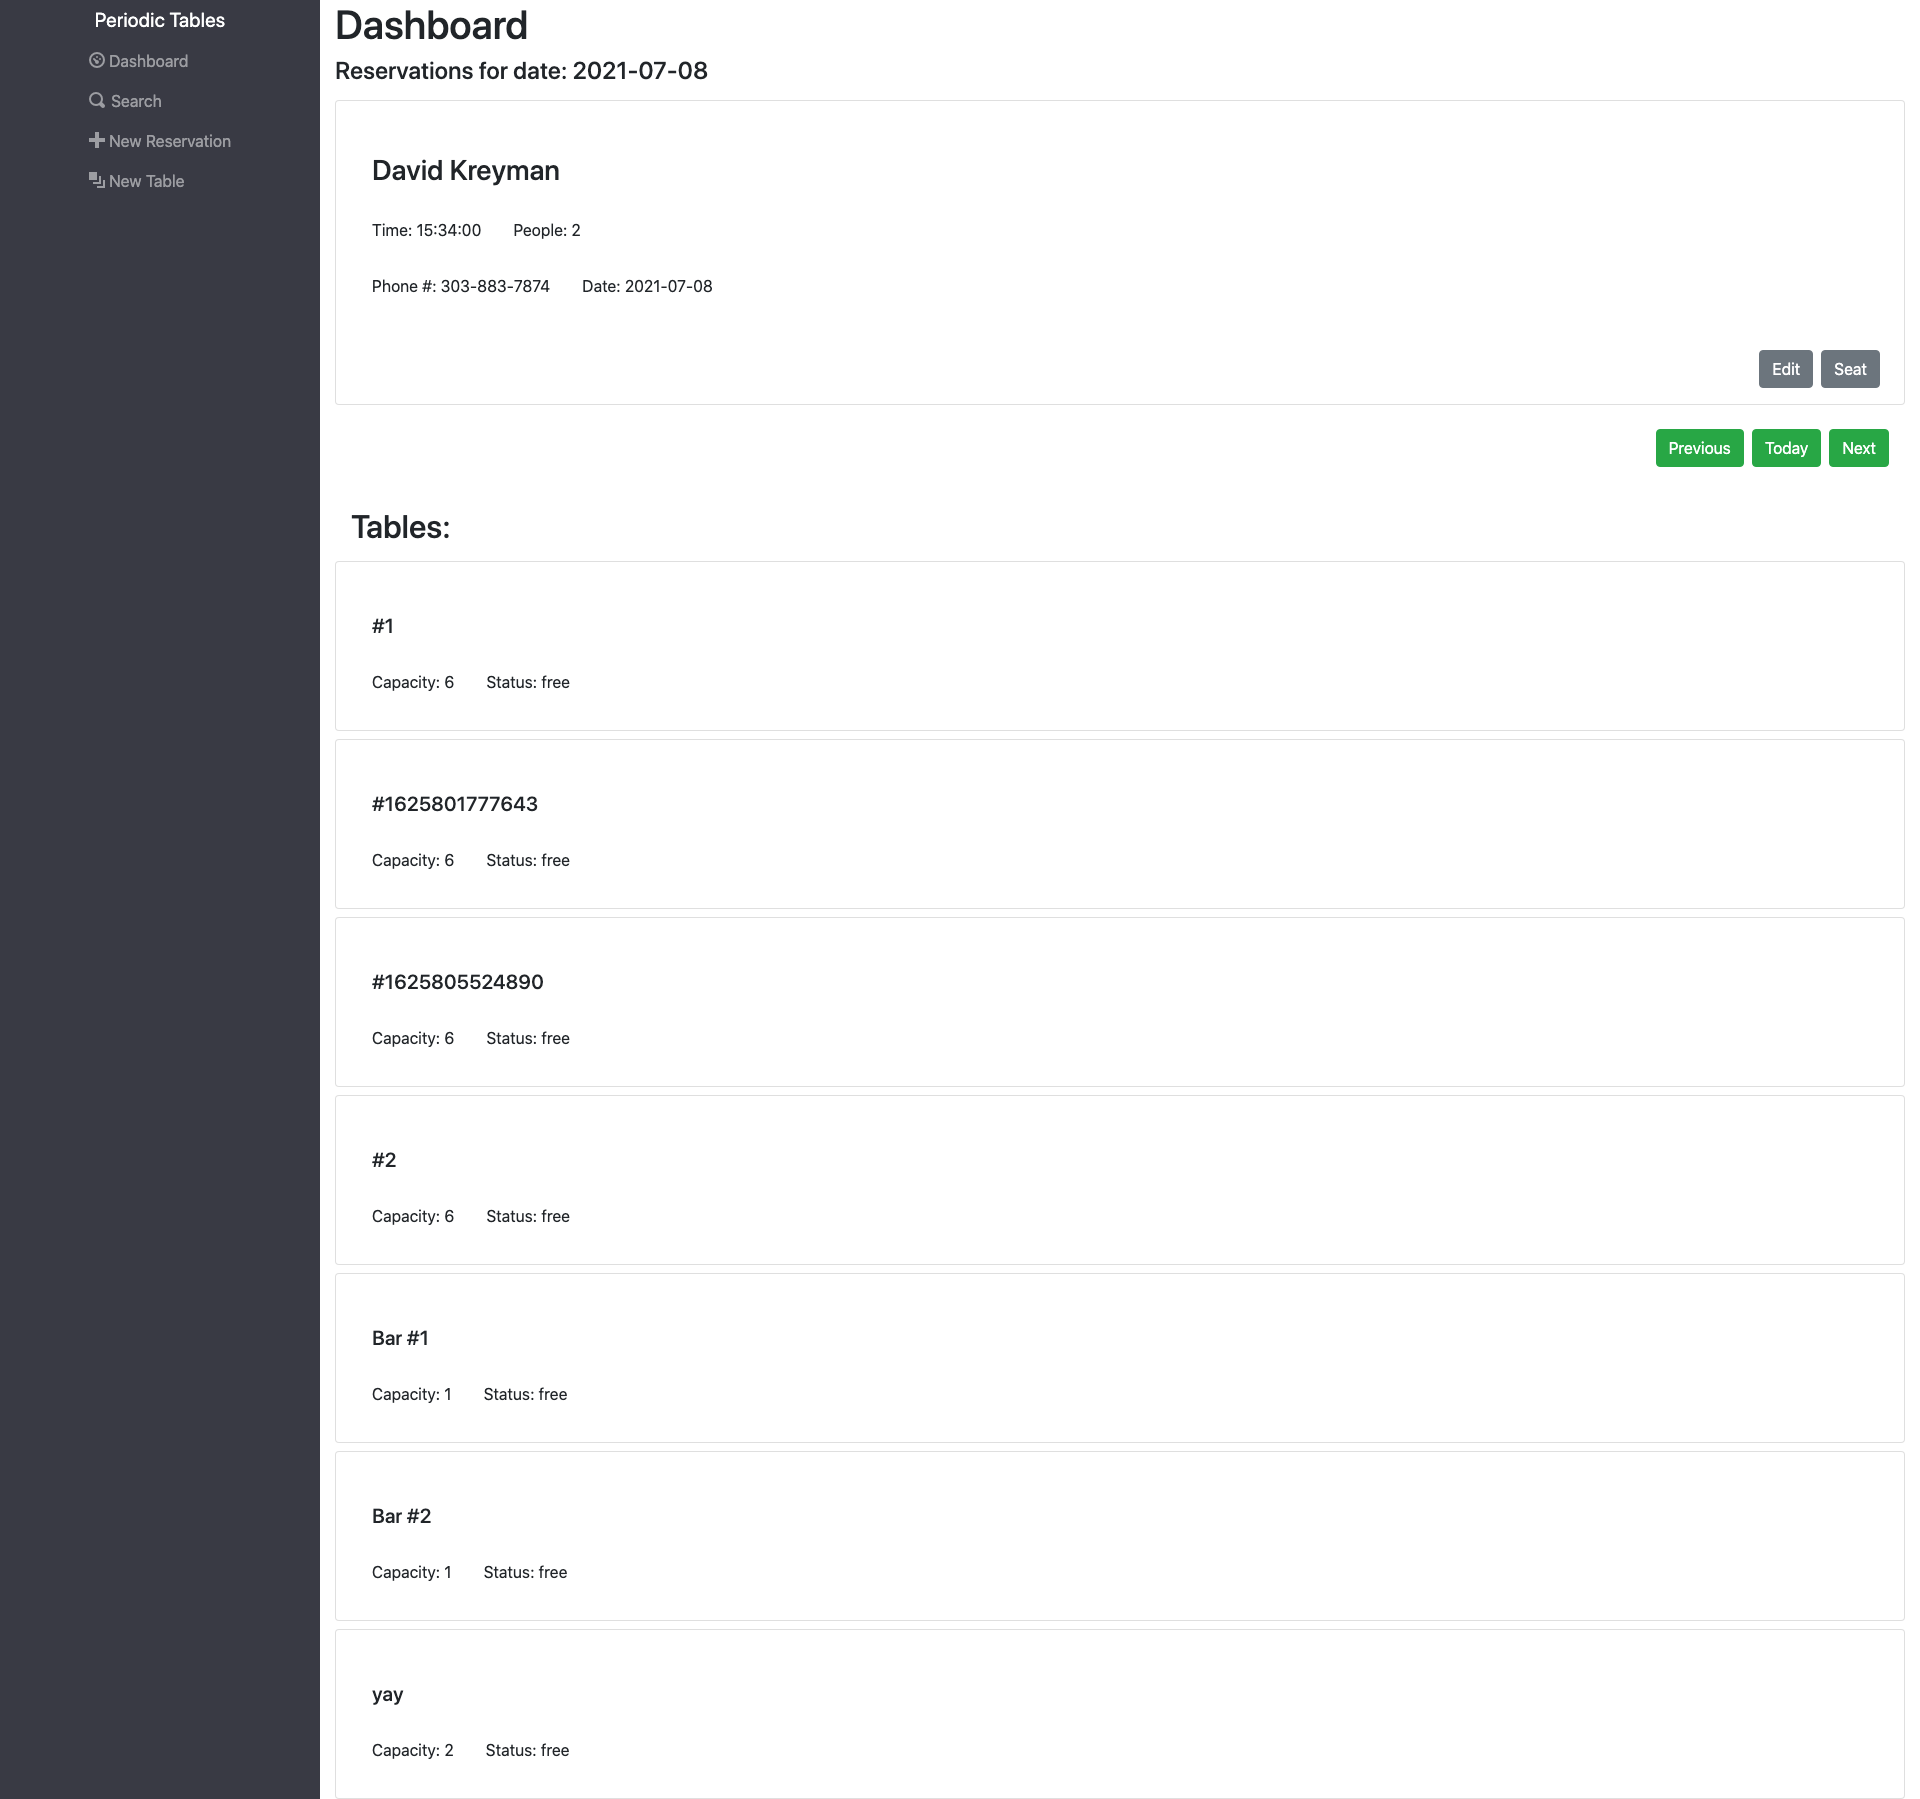 Periodic Tables
Dashboard
Search
New Reservation
New Table
Dashboard
Reservations for date: 2021-07-08
David Kreyman
Time: 15:34:00 People: 2
Phone #: 303-883-7874 Date: 2021-07-08
Edit Seat
Previous Today Next
Tables:
#1
Capacity: 6 Status: free
#1625801777643
Capacity: 6 Status: free
#1625805524890
Capacity: 6 Status: free
#2
Capacity: 6 Status: free
Bar #1
Capacity: 1 Status: free
Bar #2
Capacity: 1 Status: free
yay
Capacity: 2 Status: free